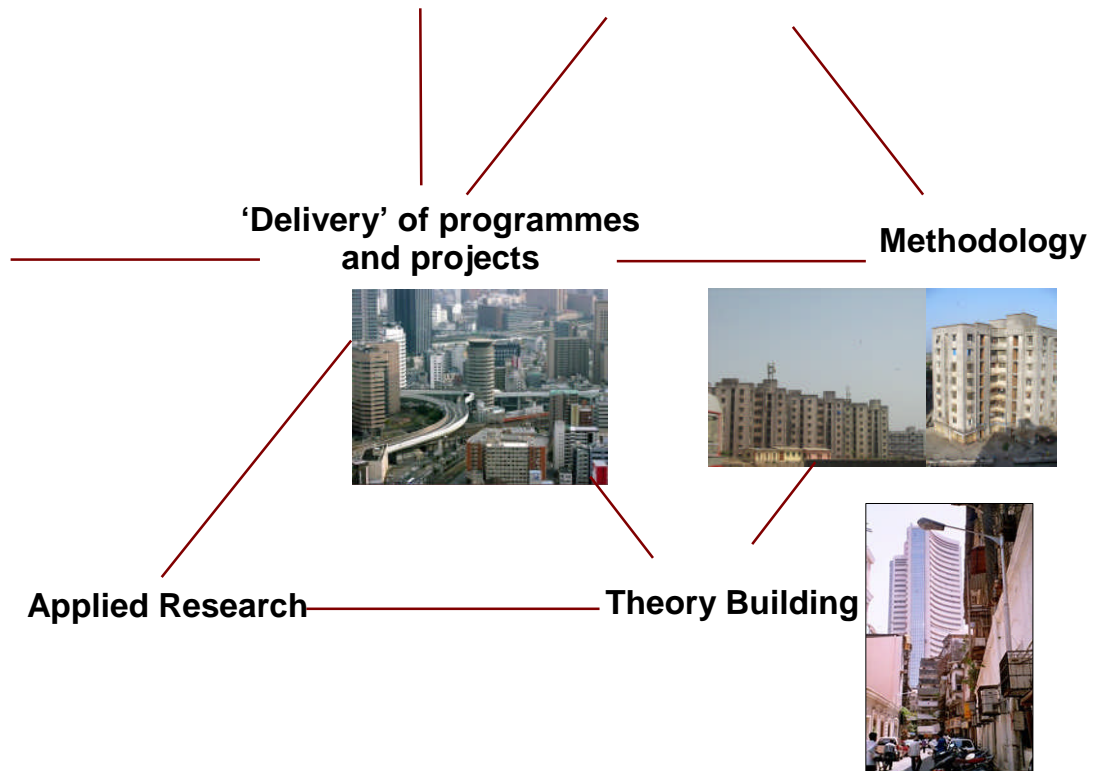 ‘Delivery’ of programmes
and projects
Methodology
Applied Research
Theory Building